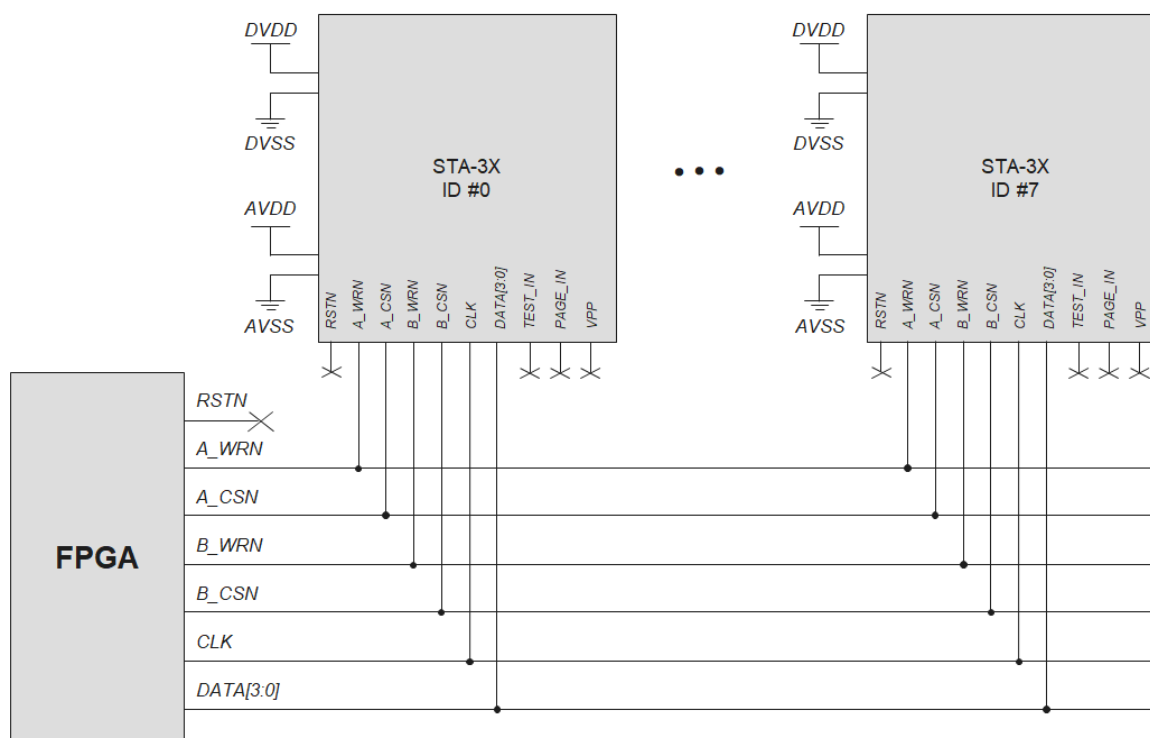 DVDD
DVSS
AVDD
AVSS
STA-3X
ID #0
RSTN
A_WRN
A_CSN
B_WRN
B_CSN
CLK
DATA[3:0]
TEST_IN
PAGE_IN
VPP
DVDD
DVSS
AVDD
AVSS
STA-3X
ID #7
RSTN
A_WRN
A_CSN
B_WRN
B_CSN
CLK
DATA[3:0]
TEST_IN
PAGE_IN
VPP
FPGA
RSTN
A_WRN
A_CSN
B_WRN
B_CSN
CLK
DATA[3:0]